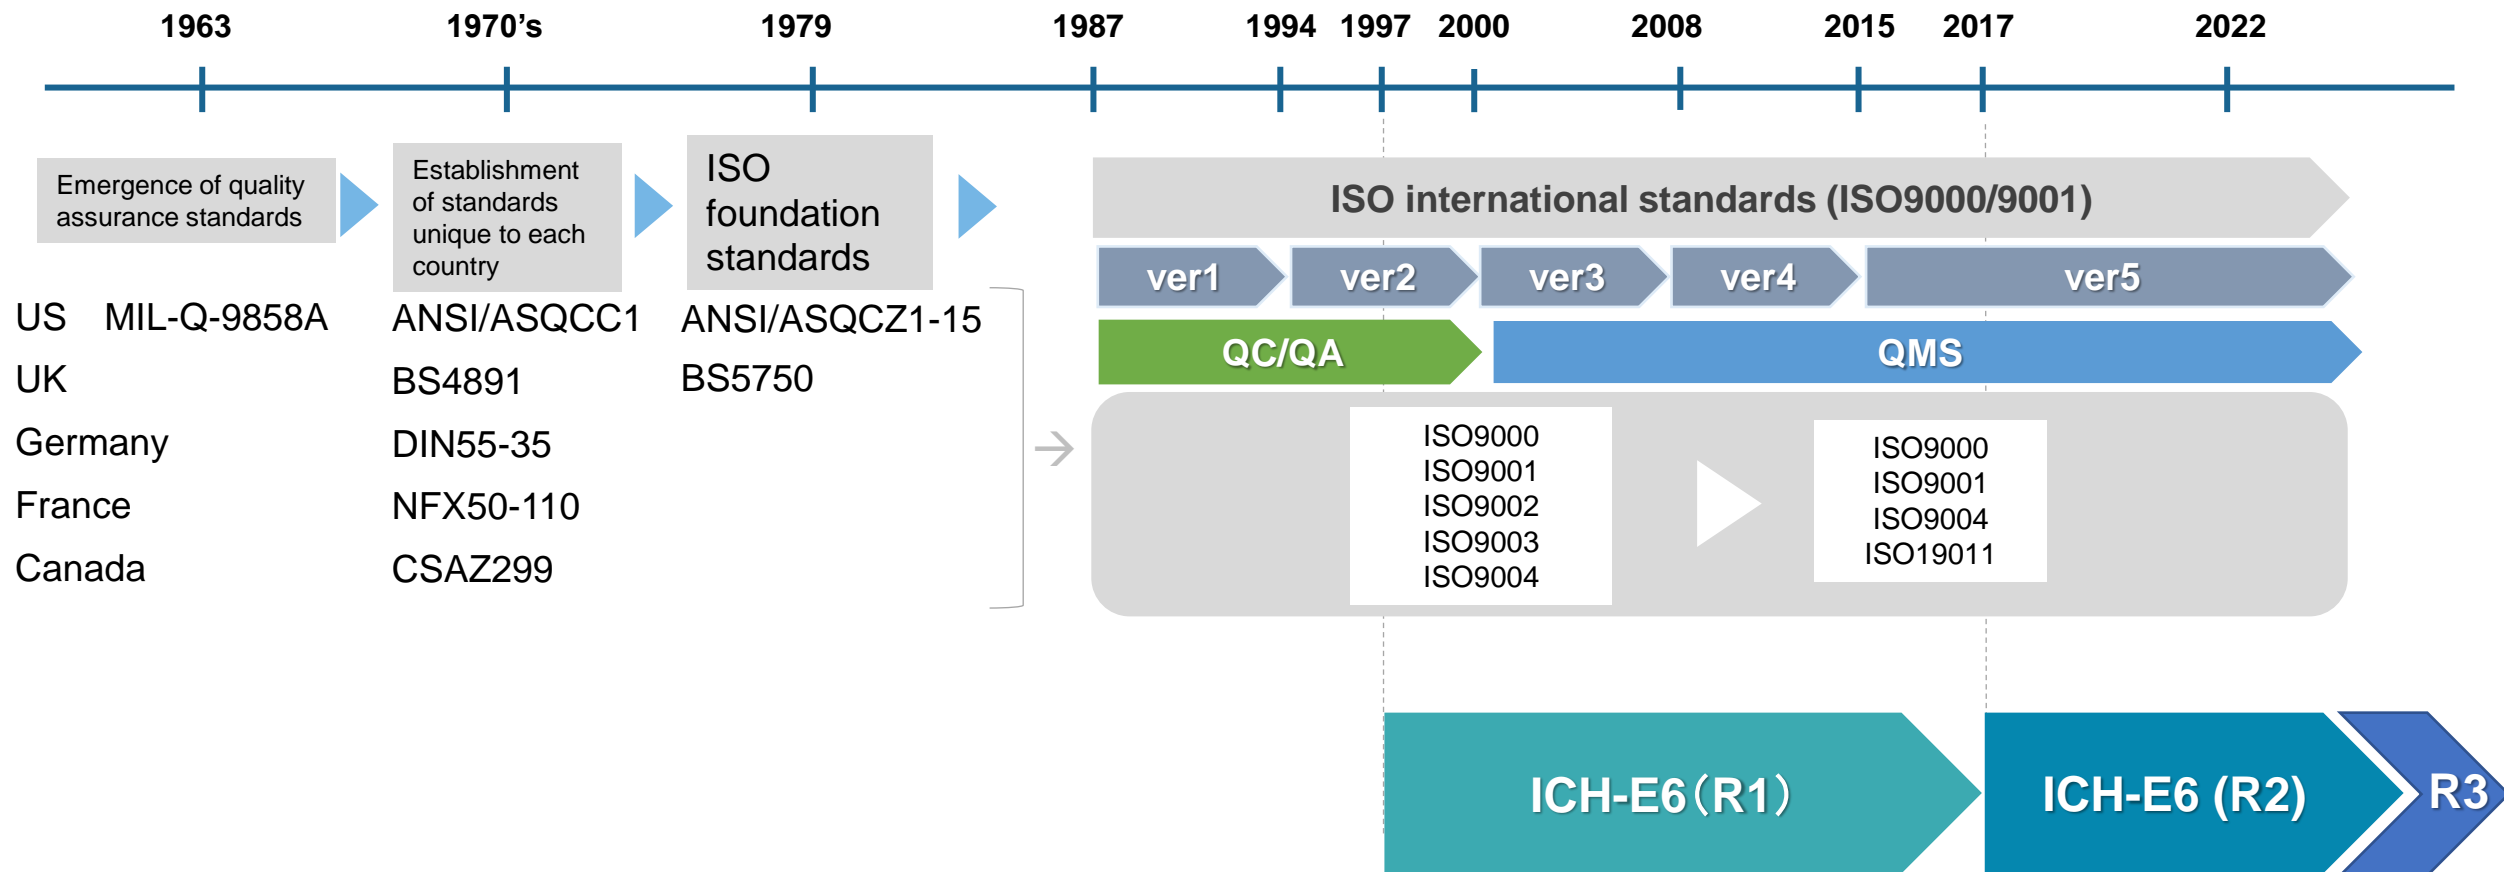 1963 1970’s 1979 1987 1994 1997 2000 2008 2015 2017 2022
Emergence of quality
assurance standards
Establishment
of standards
unique to each
country
ISO
foundation
standards
ISO international standards (ISO9000/9001)
ver1 ver2 ver3 ver4 ver5
QC/QA QMS
US MIL-Q-9858A ANSI/ASQCC1 ANSI/ASQCZ1-15
UK BS4891 BS5750
Germany DIN55-35
France NFX50-110
Canada CSAZ299
→
ISO9000
ISO9001
ISO9002
ISO9003
ISO9004
ISO9000
ISO9001
ISO9004
ISO19011
ICH-E6（R1） ICH-E6 (R2) R3